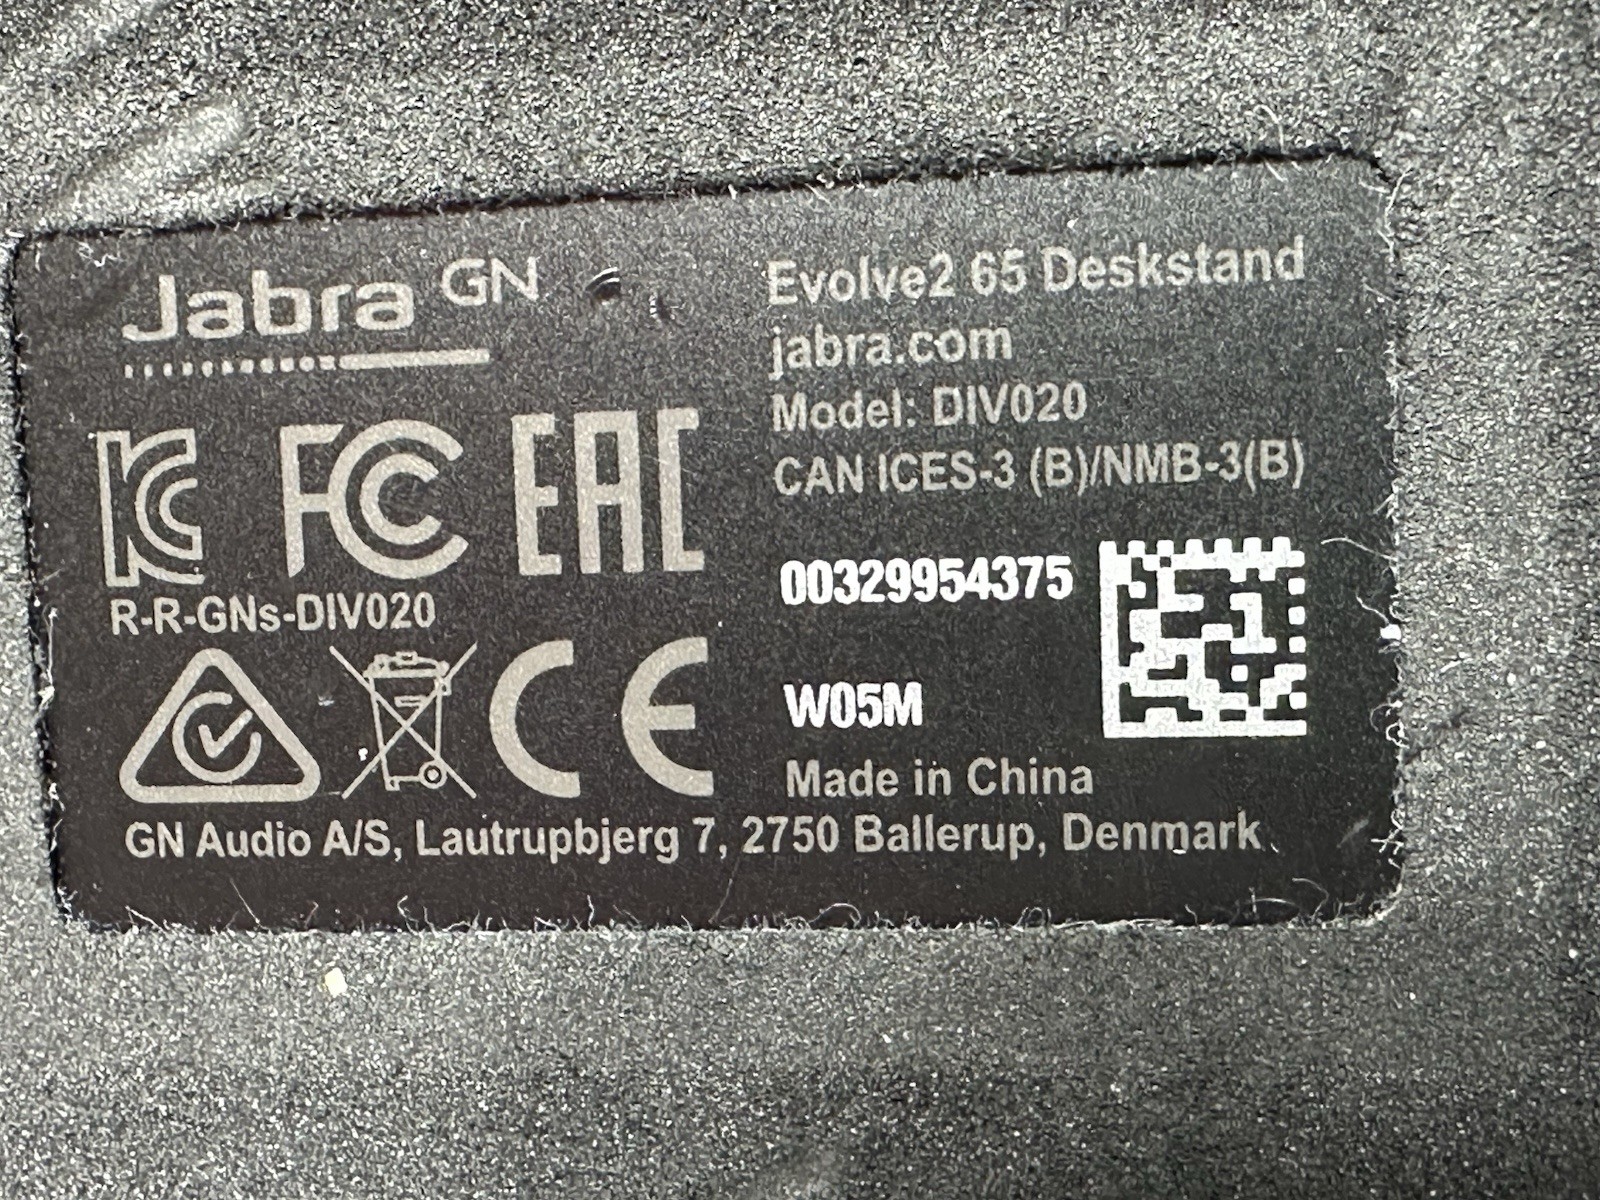 Jabra GN
Evolve2 65 Deskstand
jabra.com
Model: DIV020
CAN ICES-3 (B)/NMB-3(B)
FC EAC
R-R-GNs-DIV020
00329954375
W05M
CE
Made in China
GN Audio A/S, Lautrupbjerg 7, 2750 Ballerup, Denmark